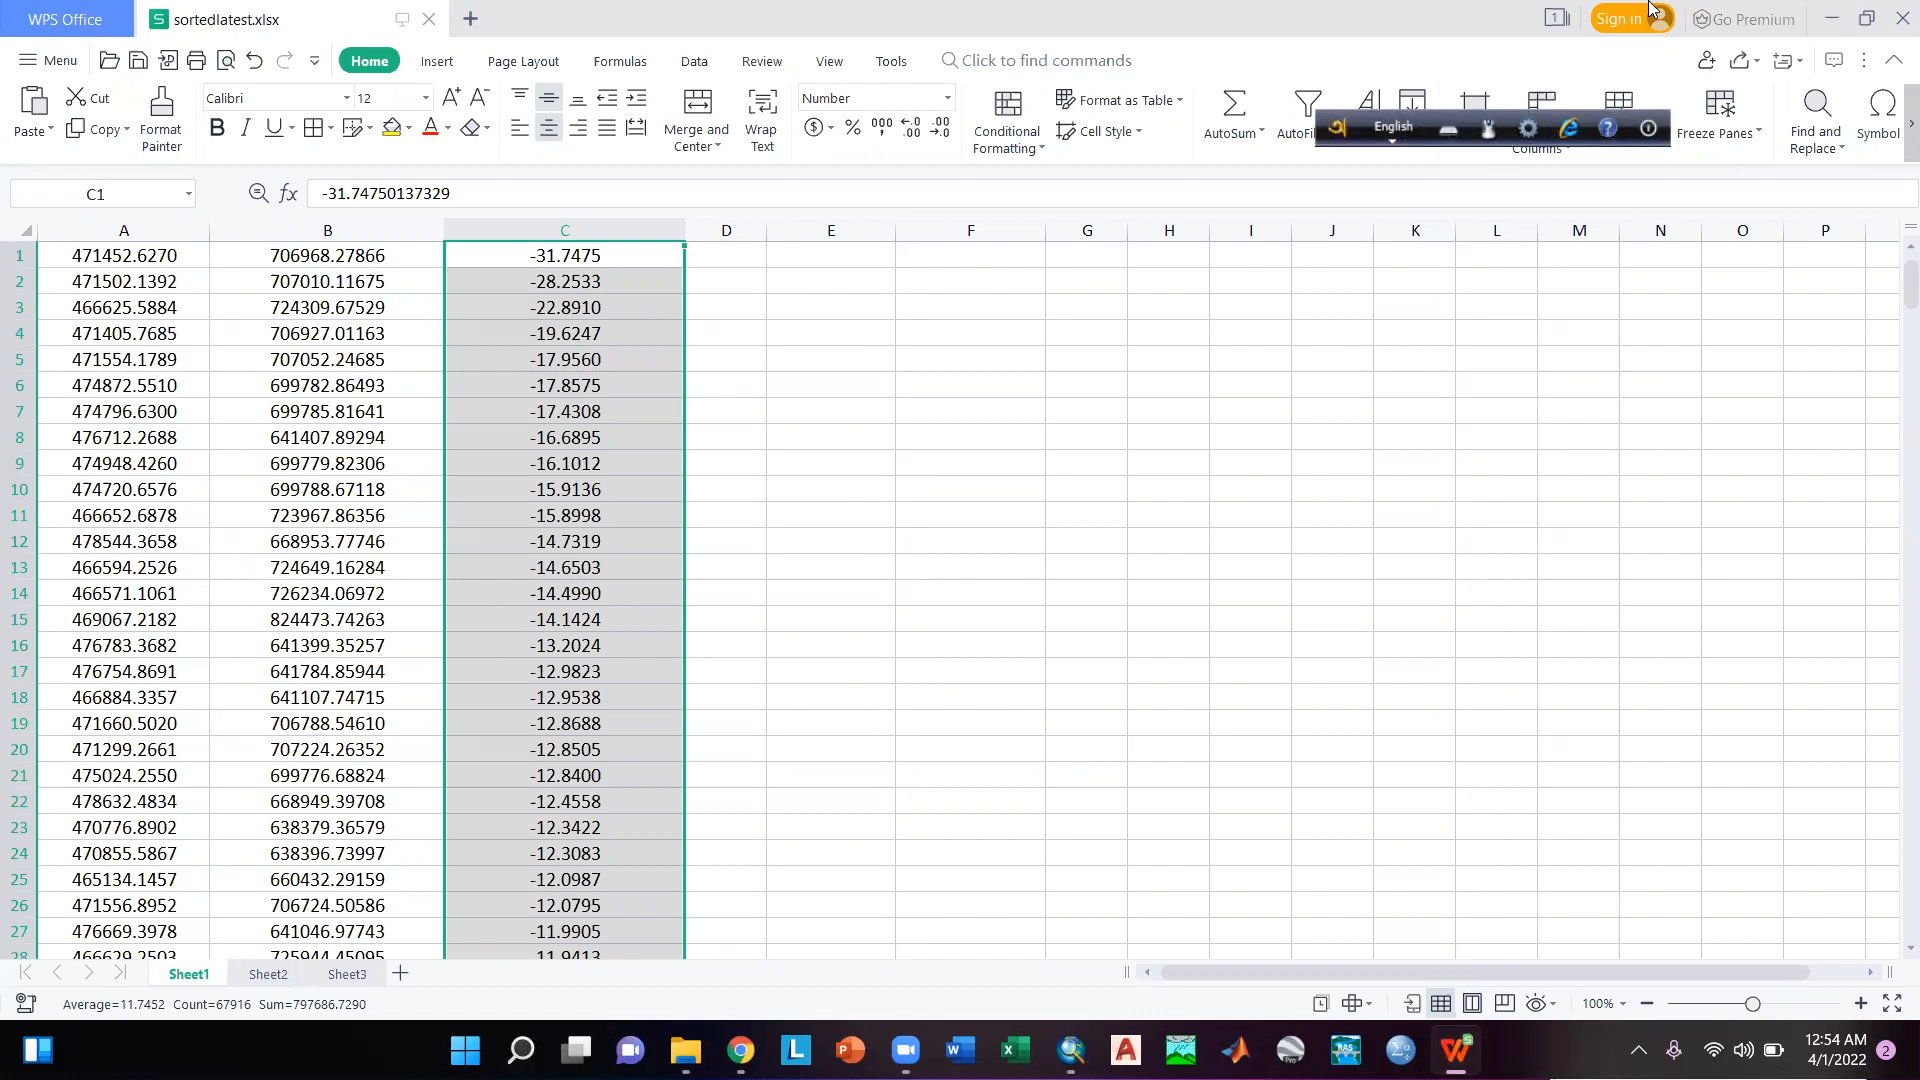 WPS Office
S sortedlatest.xlsx
1
Sign in
Go Premium
Menu
Home
Insert
Page Layout
Formulas
Data
Review
View
Tools
Click to find commands
Paste
Cut
Copy
Format Painter
Calibri
12
B I U A
Merge and Center
Wrap Text
Number
Conditional Formatting
Format as Table
Cell Style
AutoSum
AutoFil
English
Columns
Freeze Panes
Find and Replace
Symbol
C1
fx
-31.74750137329
A B C D E F G H I J K L M N O P
1 471452.6270 706968.27866 -31.7475
2 471502.1392 707010.11675 -28.2533
3 466625.5884 724309.67529 -22.8910
4 471405.7685 706927.01163 -19.6247
5 471554.1789 707052.24685 -17.9560
6 474872.5510 699782.86493 -17.8575
7 474796.6300 699785.81641 -17.4308
8 476712.2688 641407.89294 -16.6895
9 474948.4260 699779.82306 -16.1012
10 474720.6576 699788.67118 -15.9136
11 466652.6878 723967.86356 -15.8998
12 478544.3658 668953.77746 -14.7319
13 466594.2526 724649.16284 -14.6503
14 466571.1061 726234.06972 -14.4990
15 469067.2182 824473.74263 -14.1424
16 476783.3682 641399.35257 -13.2024
17 476754.8691 641784.85944 -12.9823
18 466884.3357 641107.74715 -12.9538
19 471660.5020 706788.54610 -12.8688
20 471299.2661 707224.26352 -12.8505
21 475024.2550 699776.68824 -12.8400
22 478632.4834 668949.39708 -12.4558
23 470776.8902 638379.36579 -12.3422
24 470855.5867 638396.73997 -12.3083
25 465134.1457 660432.29159 -12.0987
26 471556.8952 706724.50586 -12.0795
27 476669.3978 641046.97743 -11.9905
28 466629.2503 725944.45095 -11.9413
Sheet1 Sheet2 Sheet3
Average=11.7452 Count=67916 Sum=797686.7290
100%
12:54 AM
4/1/2022
2